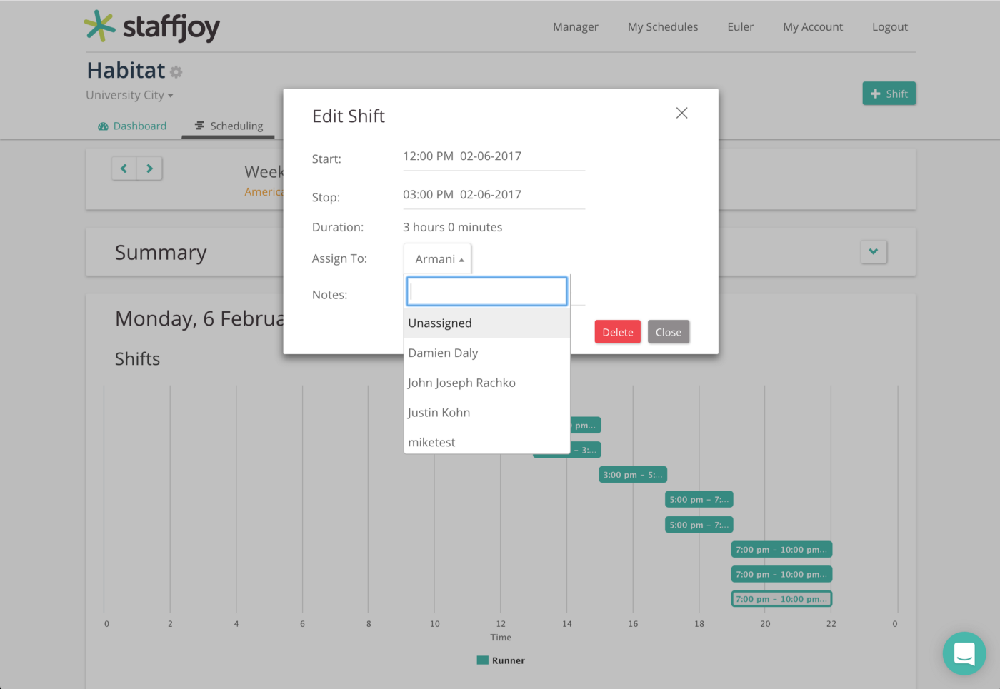 staffjoy
Manager My Schedules Euler My Account Logout
Habitat
University City
+ Shift
Dashboard Scheduling
Edit Shift
Start: 12:00 PM 02-06-2017
Stop: 03:00 PM 02-06-2017
Duration: 3 hours 0 minutes
Assign To: Armani
Notes:
Unassigned
Damien Daly
John Joseph Rachko
Justin Kohn
miketest
Delete Close
Week
America
Summary
Monday, 6 Februa
Shifts
pm...
– 3:...
3:00 pm – 5:...
5:00 pm – 7:...
5:00 pm – 7:...
7:00 pm – 10:00 pm...
7:00 pm – 10:00 pm...
7:00 pm – 10:00 pm...
0 2 4 6 8 10 12 14 16 18 20 22 0
Time
Runner